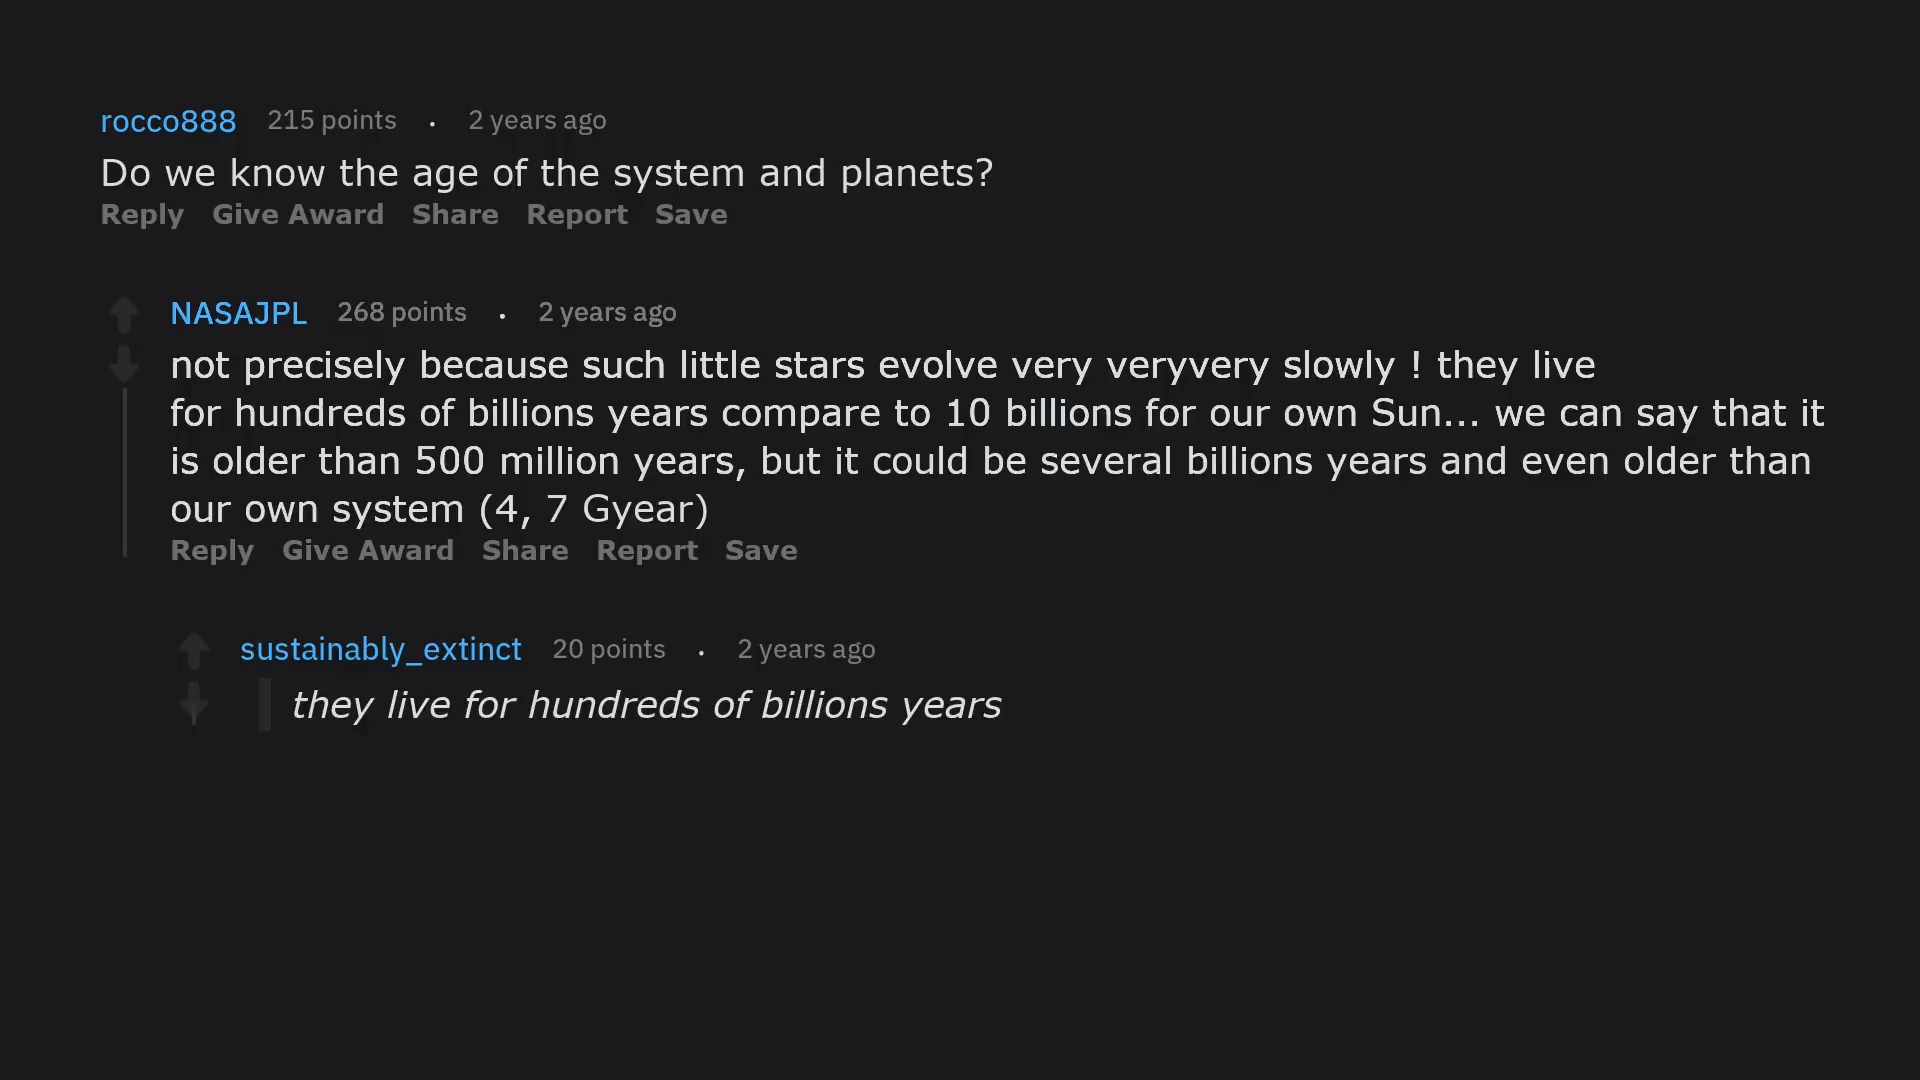 rocco888 215 points . 2 years ago
Do we know the age of the system and planets?
Reply Give Award Share Report Save
NASAJPL 268 points . 2 years ago
not precisely because such little stars evolve very veryvery slowly ! they live
for hundreds of billions years compare to 10 billions for our own Sun... we can say that it
is older than 500 million years, but it could be several billions years and even older than
our own system (4, 7 Gyear)
Reply Give Award Share Report Save
sustainably_extinct 20 points . 2 years ago
they live for hundreds of billions years